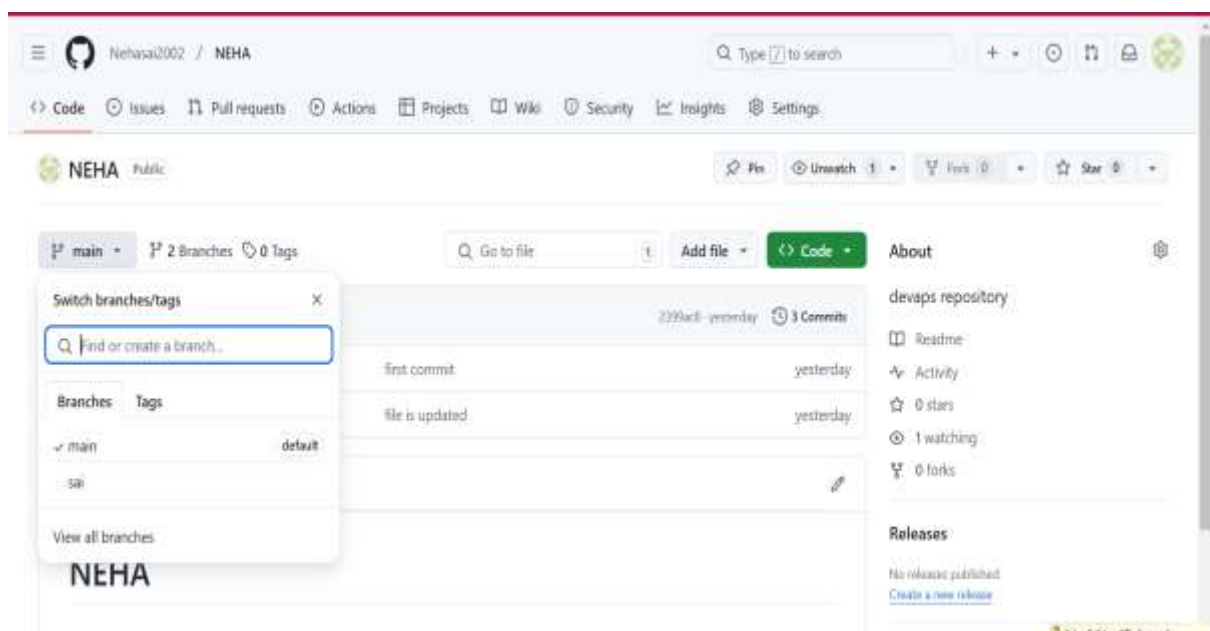 Nehasai2002 / NEHA
Type / to search
Code Issues Pull requests Actions Projects Wiki Security Insights Settings
NEHA Public
Pin Unwatch 1 Fork 0 Star 0
main 2 Branches 0 Tags Go to file t Add file Code
About
Switch branches/tags
devaps repository
yesterday 3 Commits
Find or create a branch...
Readme
first commit yesterday
Activity
Branches Tags
0 stars
file is updated yesterday
1 watching
main default
0 forks
sai
View all branches
Releases
NEHA
No releases published
Create a new release